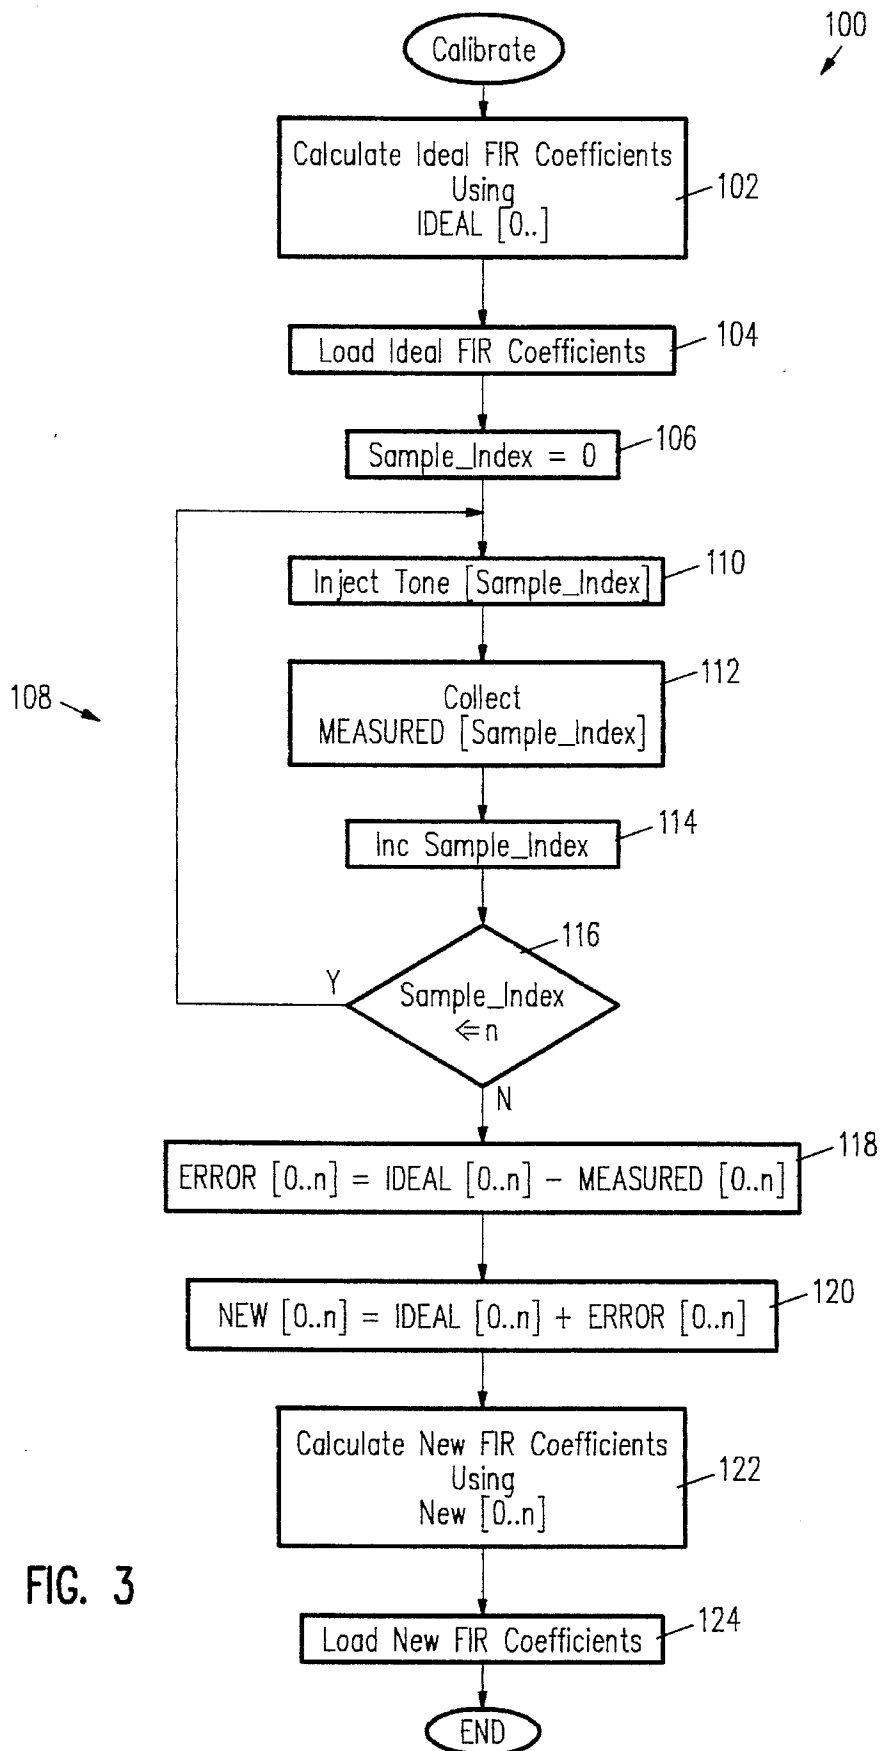 100
Calibrate
Calculate Ideal FIR Coefficients
Using
IDEAL [0..]
102
Load Ideal FIR Coefficients
104
Sample_Index = 0
106
Inject Tone [Sample_Index]
110
108
Collect
MEASURED [Sample_Index]
112
Inc Sample_Index
114
116
Y
Sample_Index
⇐n
N
ERROR [0..n] = IDEAL [0..n] - MEASURED [0..n]
118
NEW [0..n] = IDEAL [0..n] + ERROR [0..n]
120
Calculate New FIR Coefficients
Using
New [0..n]
122
FIG. 3
Load New FIR Coefficients
124
END